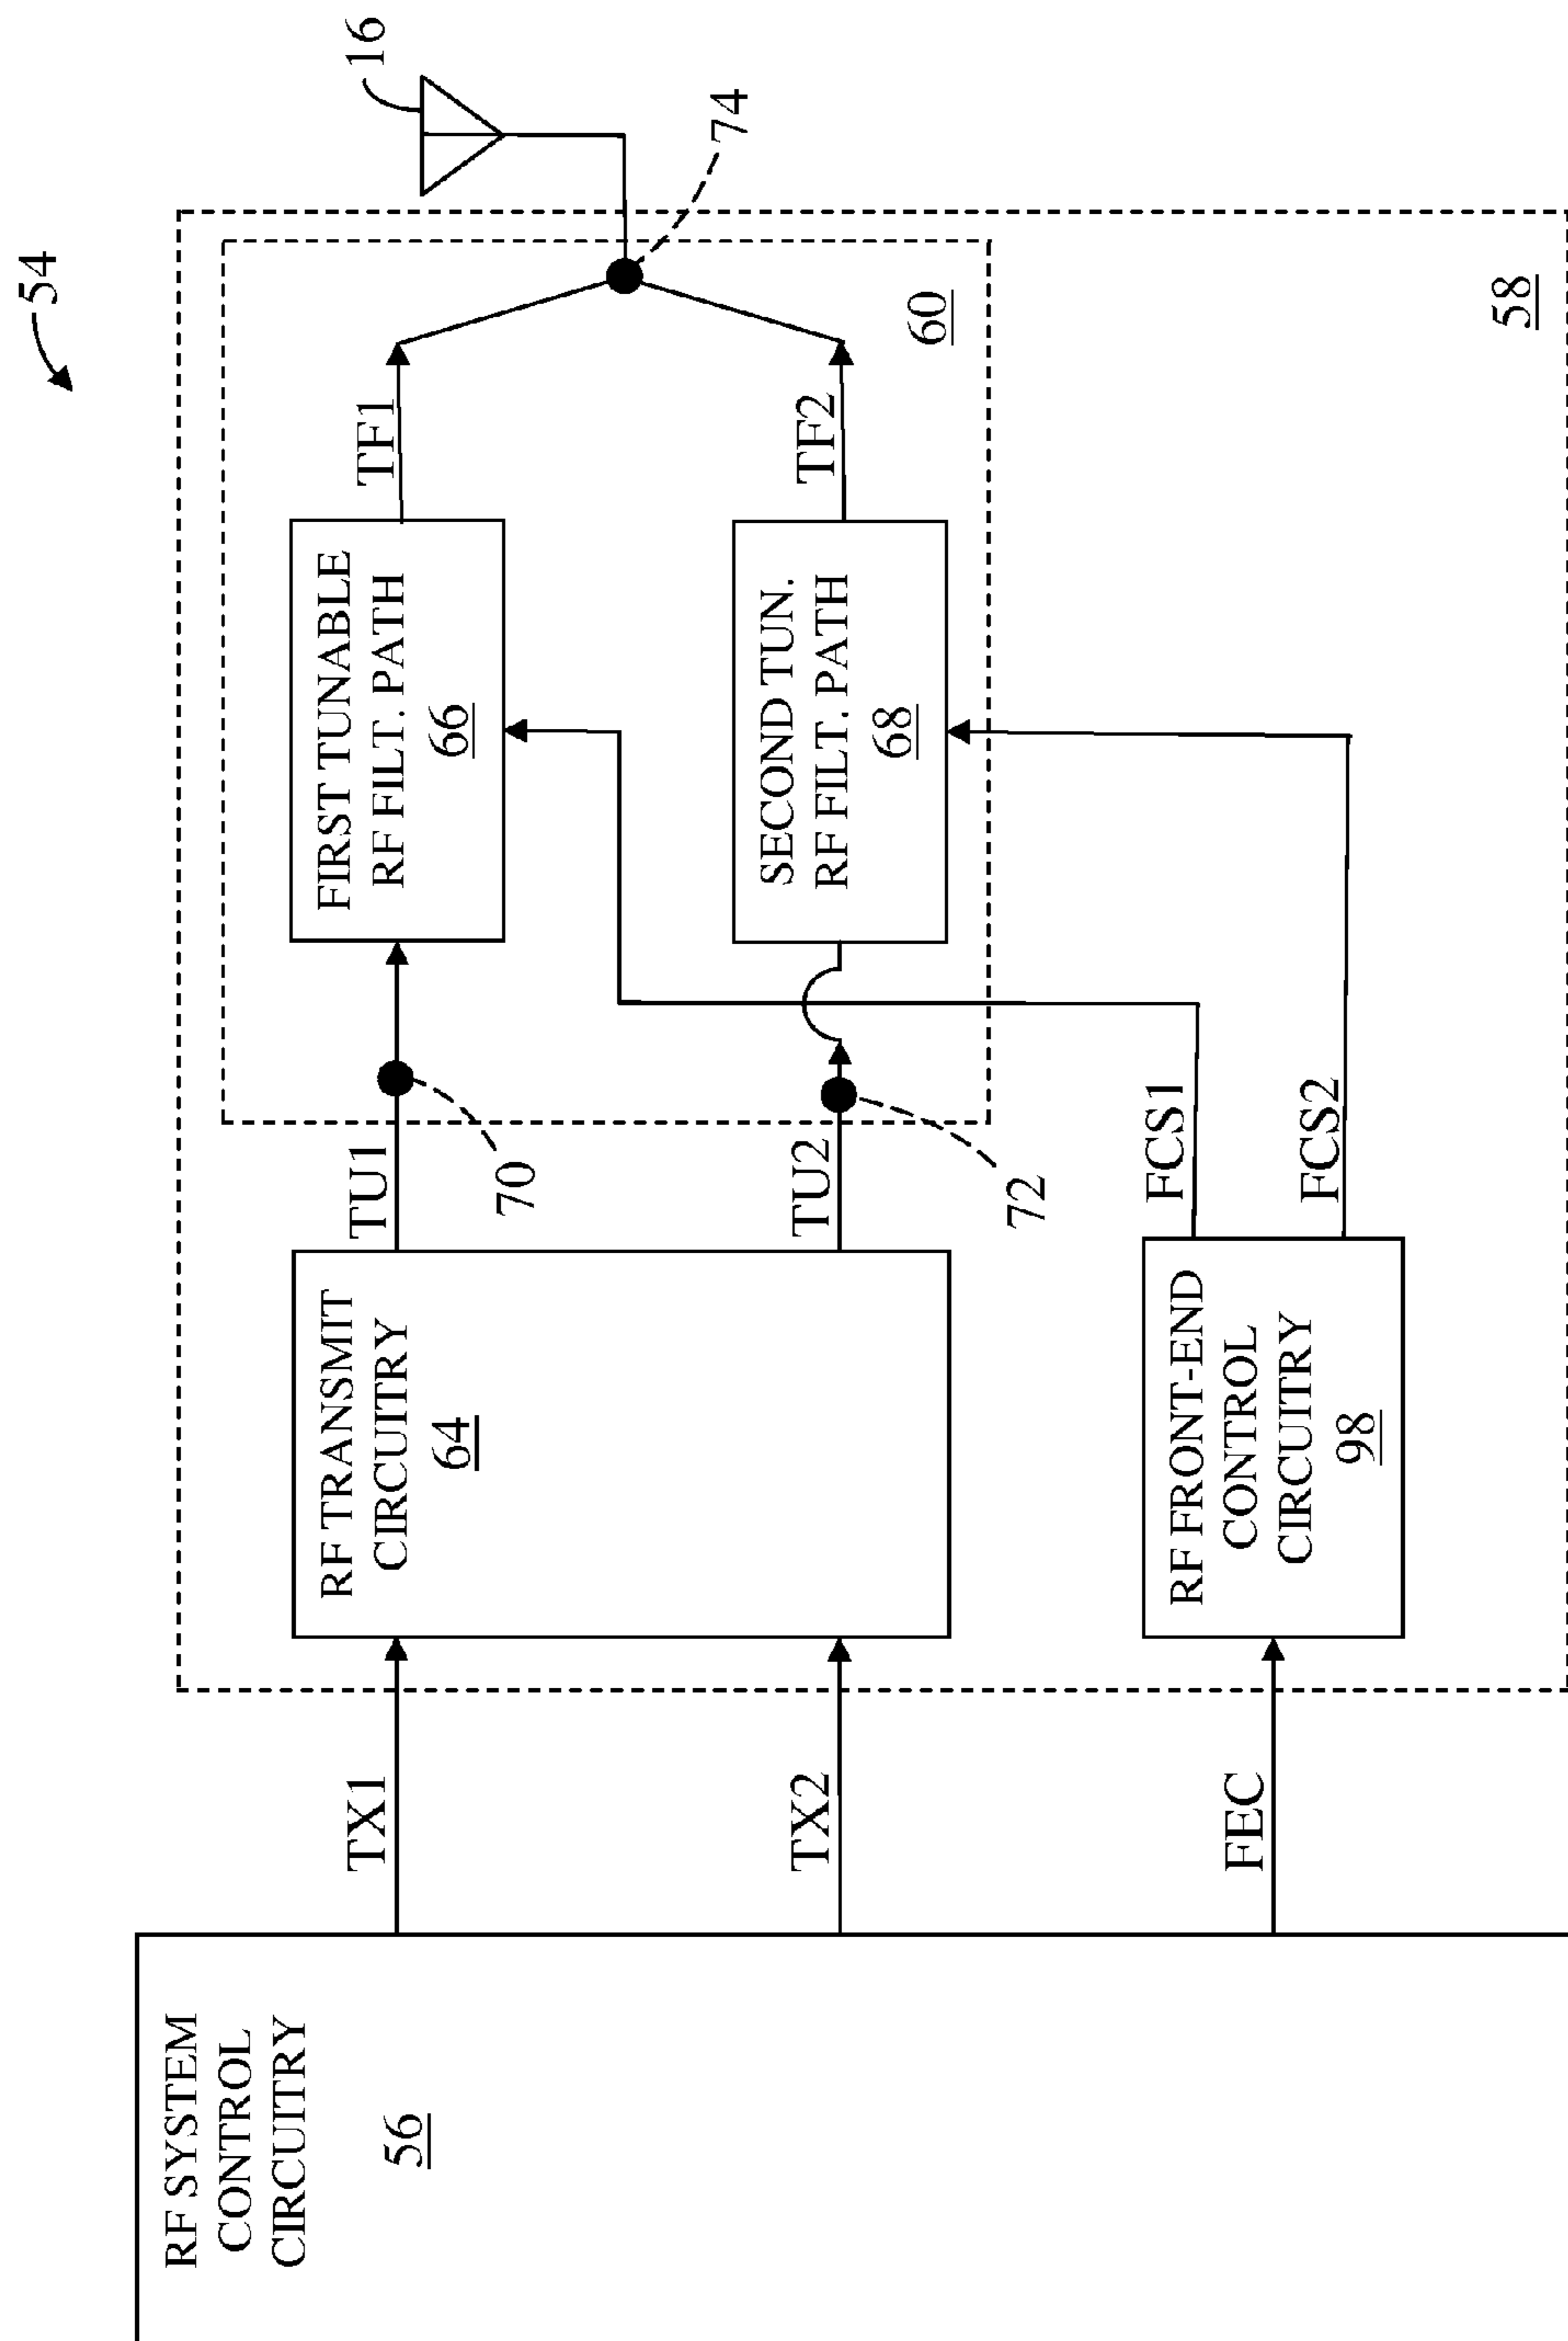 54
RF SYSTEM
CONTROL
CIRCUITRY
56
TX1
TX2
FEC
RF TRANSMIT
CIRCUITRY
64
RF FRONT-END
CONTROL
CIRCUITRY
98
TU1
70
TU2
72
FCS1
FCS2
FIRST TUNABLE
RF FILT. PATH
66
SECOND TUN.
RF FILT. PATH
68
TF1
TF2
60
58
16
74